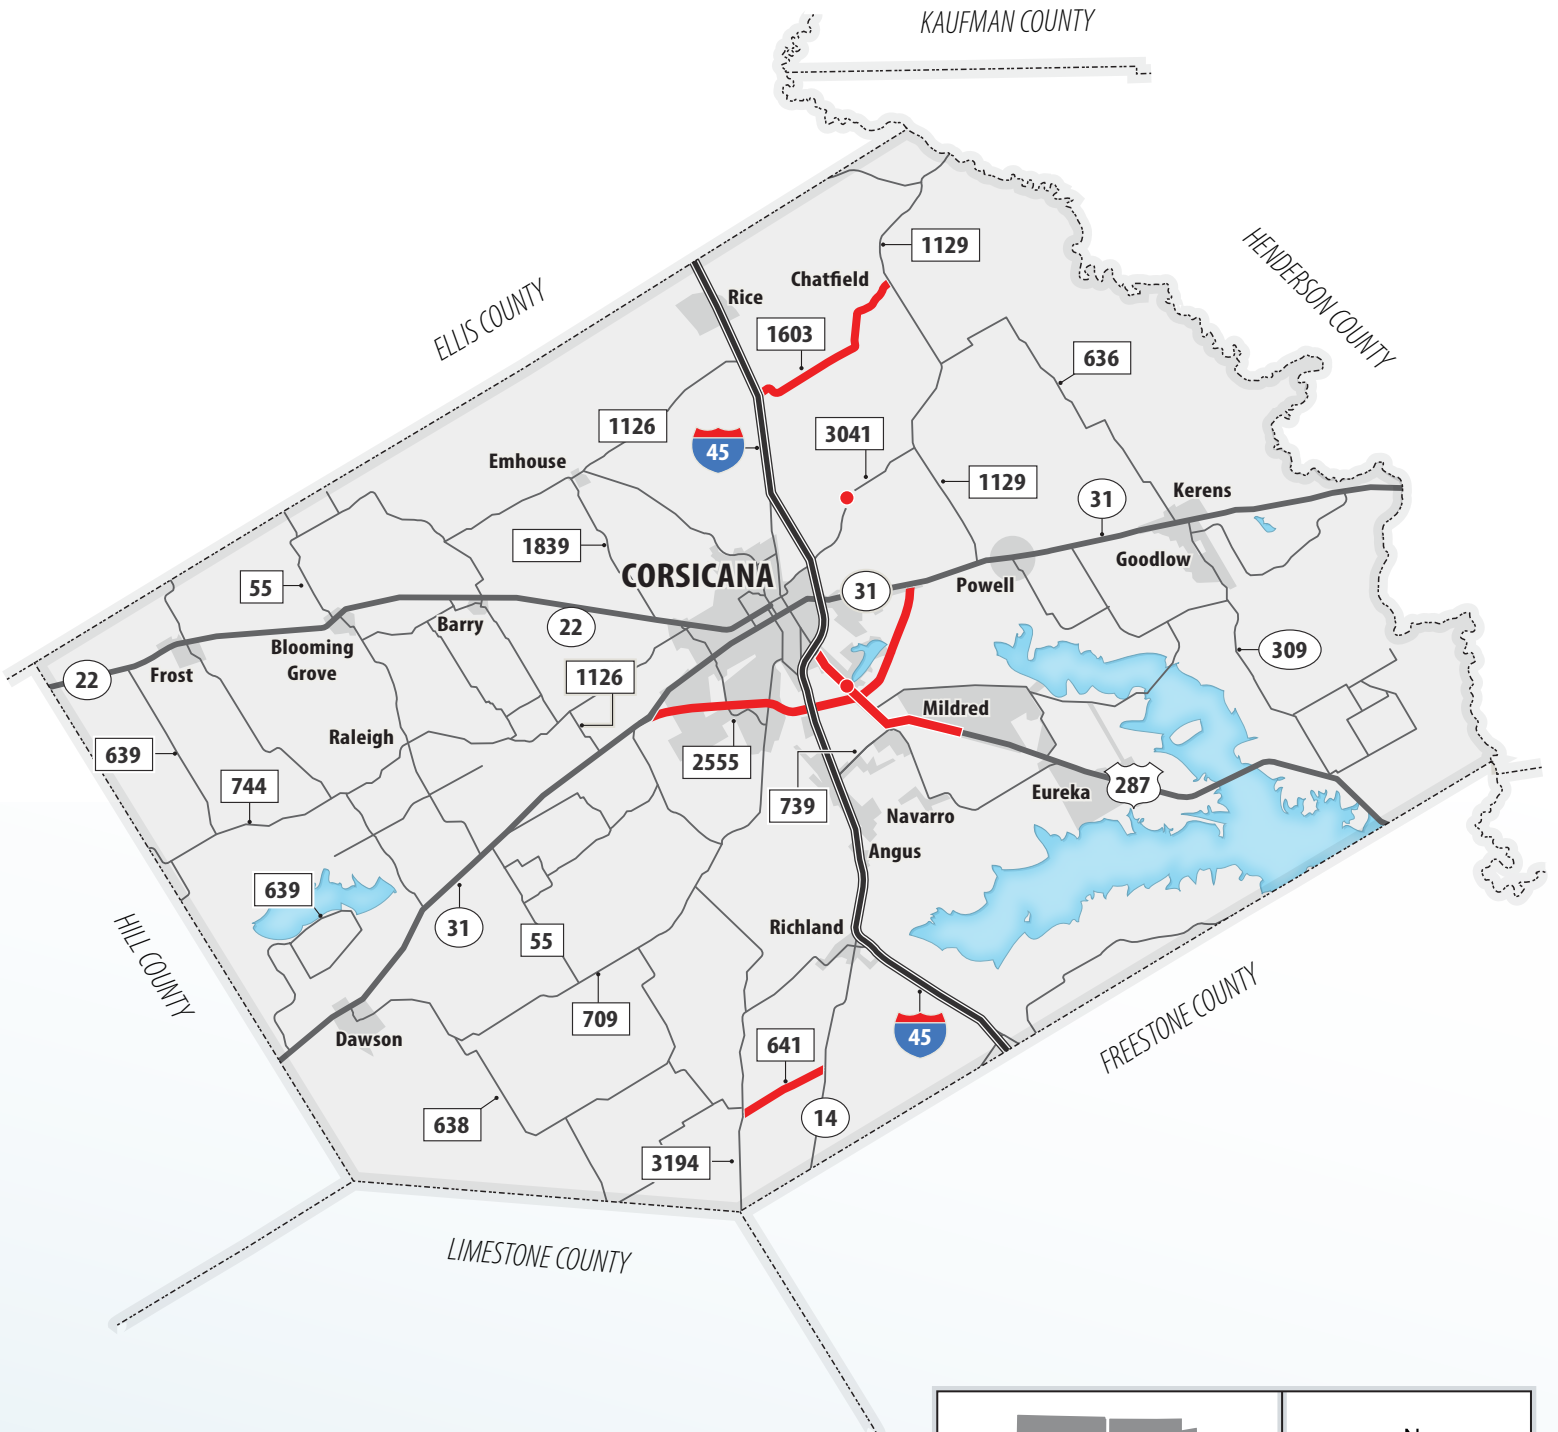 KAUFMAN COUNTY
1129
HENDERSON COUNTY
Chatfield
Rice
ELLIS COUNTY
1603
636
1126
3041
45
Emhouse
1129
Kerens
31
1839
Goodlow
CORSICANA
55
31
Powell
Barry
22
Blooming
Grove
309
Frost
22
1126
Mildred
Raleigh
639
2555
744
287
Eureka
739
Navarro
Angus
639
31
Richland
55
HILL COUNTY
709
Dawson
45
FREESTONE COUNTY
641
638
14
3194
LIMESTONE COUNTY